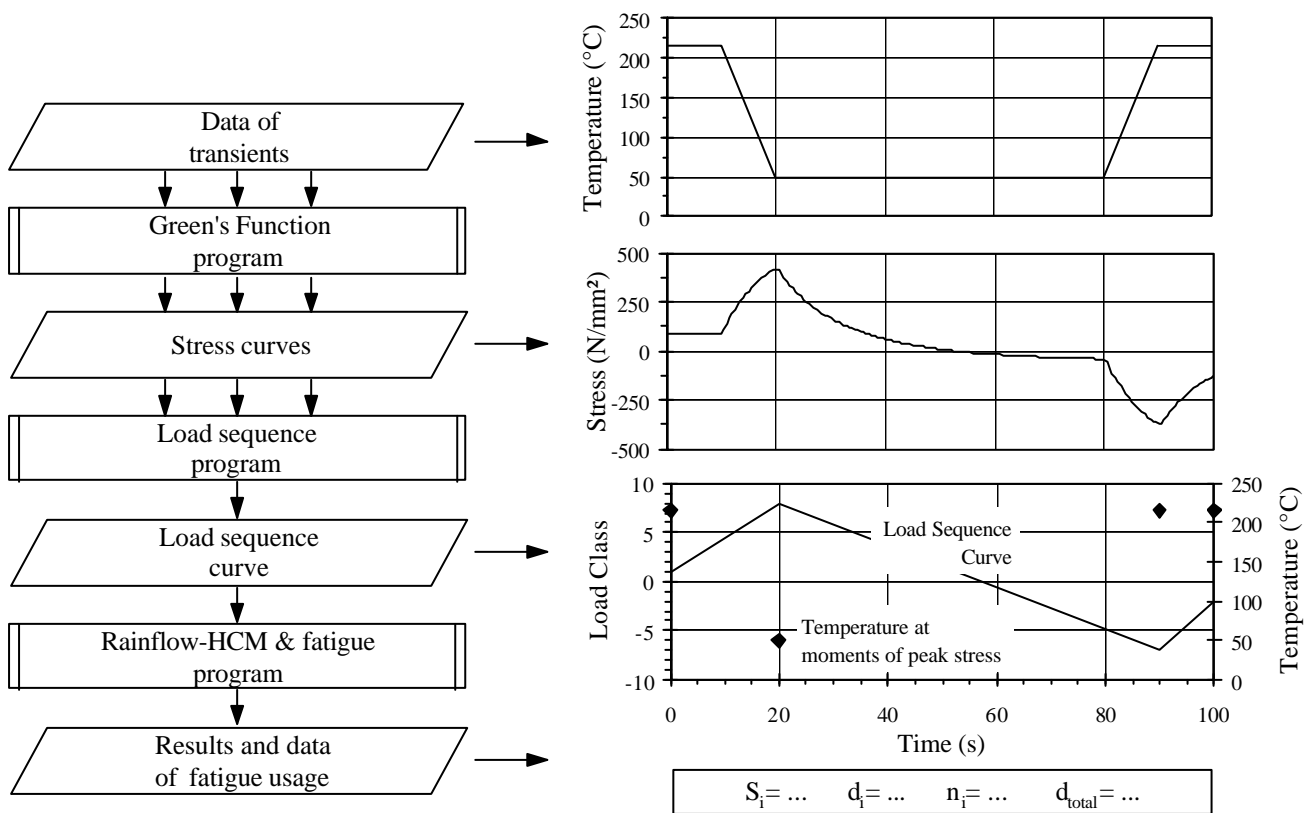 Data of
transients
Green's Function
program
Stress curves
Load sequence
program
Load sequence
curve
Rainflow-HCM & fatigue
program
Results and data
of fatigue usage
Temperature (°C)
250
200
150
100
50
0
Stress (N/mm²)
500
250
0
-250
-500
Load Class
10
5
0
-5
-10
Load Sequence
Curve
Temperature at
moments of peak stress
250
200
150
100
50
0
Temperature (°C)
0 20 40 60 80 100
Time (s)
S_i= ... d_i= ... n_i= ... d_total= ...